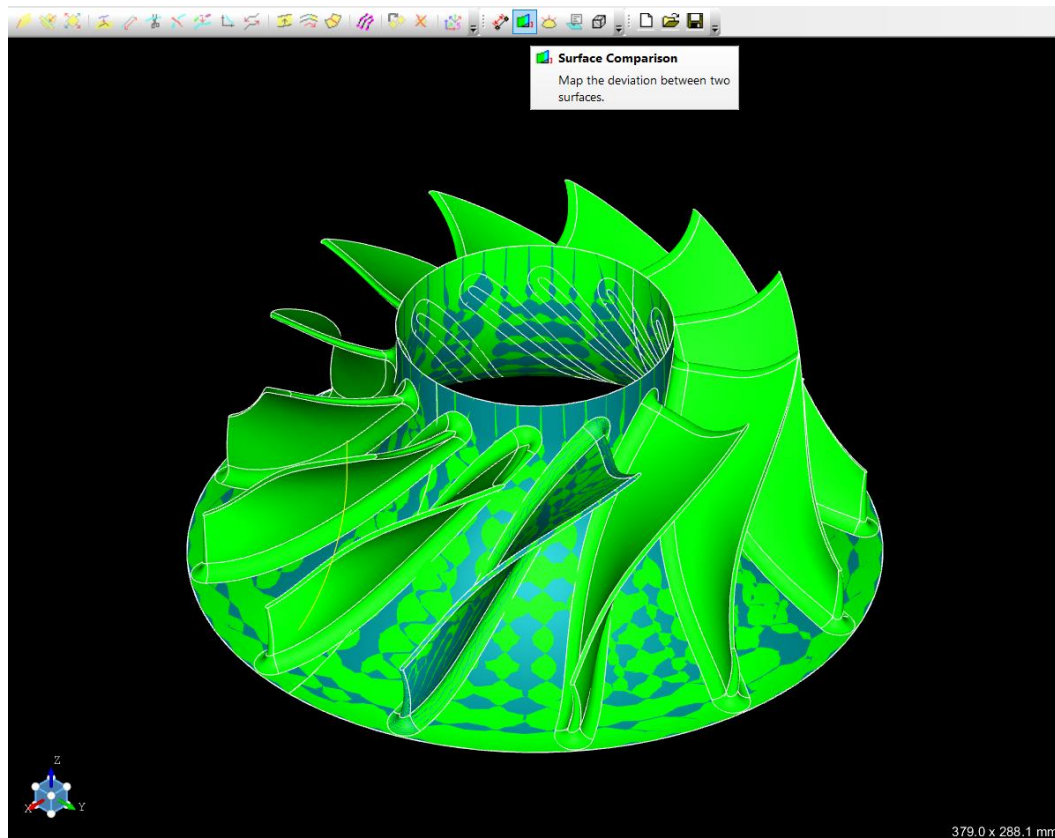 Surface Comparison
Map the deviation between two
surfaces.
Z
X
Y
379.0 x 288.1 mm